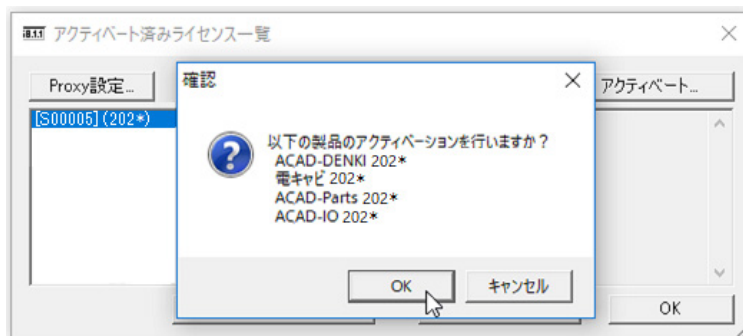 アクティベート済みライセンス一覧
Proxy設定...
アクティベート...
[S00005] (202*)
確認
以下の製品のアクティベーションを行いますか?
ACAD-DENKI 202*
電キャビ 202*
ACAD-Parts 202*
ACAD-IO 202*
OK
キャンセル
OK